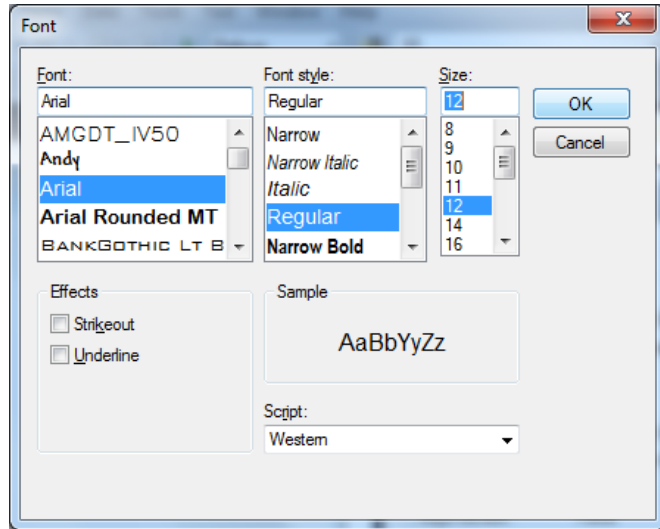 Font
Font:
Arial
AMGDT_IV50
Andy
Arial
Arial Rounded MT
BankGothic Lt B
Font style:
Regular
Narrow
Narrow Italic
Italic
Regular
Narrow Bold
Size:
12
8
9
10
11
12
14
16
OK
Cancel
Effects
Strikeout
Underline
Sample
AaBbYyZz
Script:
Western